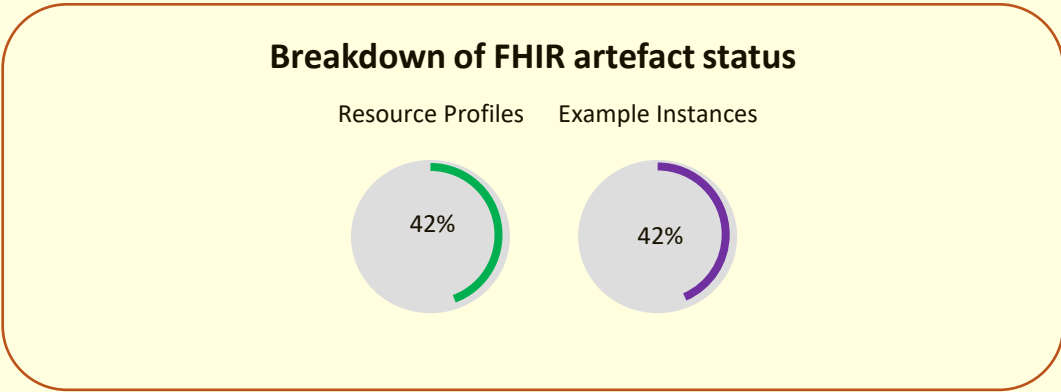 Breakdown of FHIR artefact status
Resource Profiles
Example Instances
42%
42%